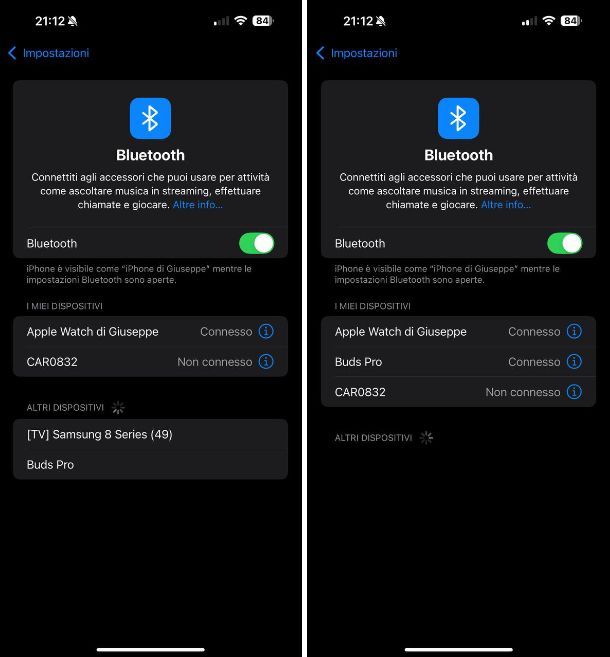 21:12
84
Impostazioni
Bluetooth
Connettiti agli accessori che puoi usare per attività
come ascoltare musica in streaming, effettuare
chiamate e giocare. Altre info...
Bluetooth
iPhone è visibile come “iPhone di Giuseppe” mentre le
impostazioni Bluetooth sono aperte.
I MIEI DISPOSITIVI
Apple Watch di Giuseppe Connesso
CAR0832 Non connesso
ALTRI DISPOSITIVI
[TV] Samsung 8 Series (49)
Buds Pro
21:12
84
Impostazioni
Bluetooth
Connettiti agli accessori che puoi usare per attività
come ascoltare musica in streaming, effettuare
chiamate e giocare. Altre info...
Bluetooth
iPhone è visibile come “iPhone di Giuseppe” mentre le
impostazioni Bluetooth sono aperte.
I MIEI DISPOSITIVI
Apple Watch di Giuseppe Connesso
Buds Pro Connesso
CAR0832 Non connesso
ALTRI DISPOSITIVI